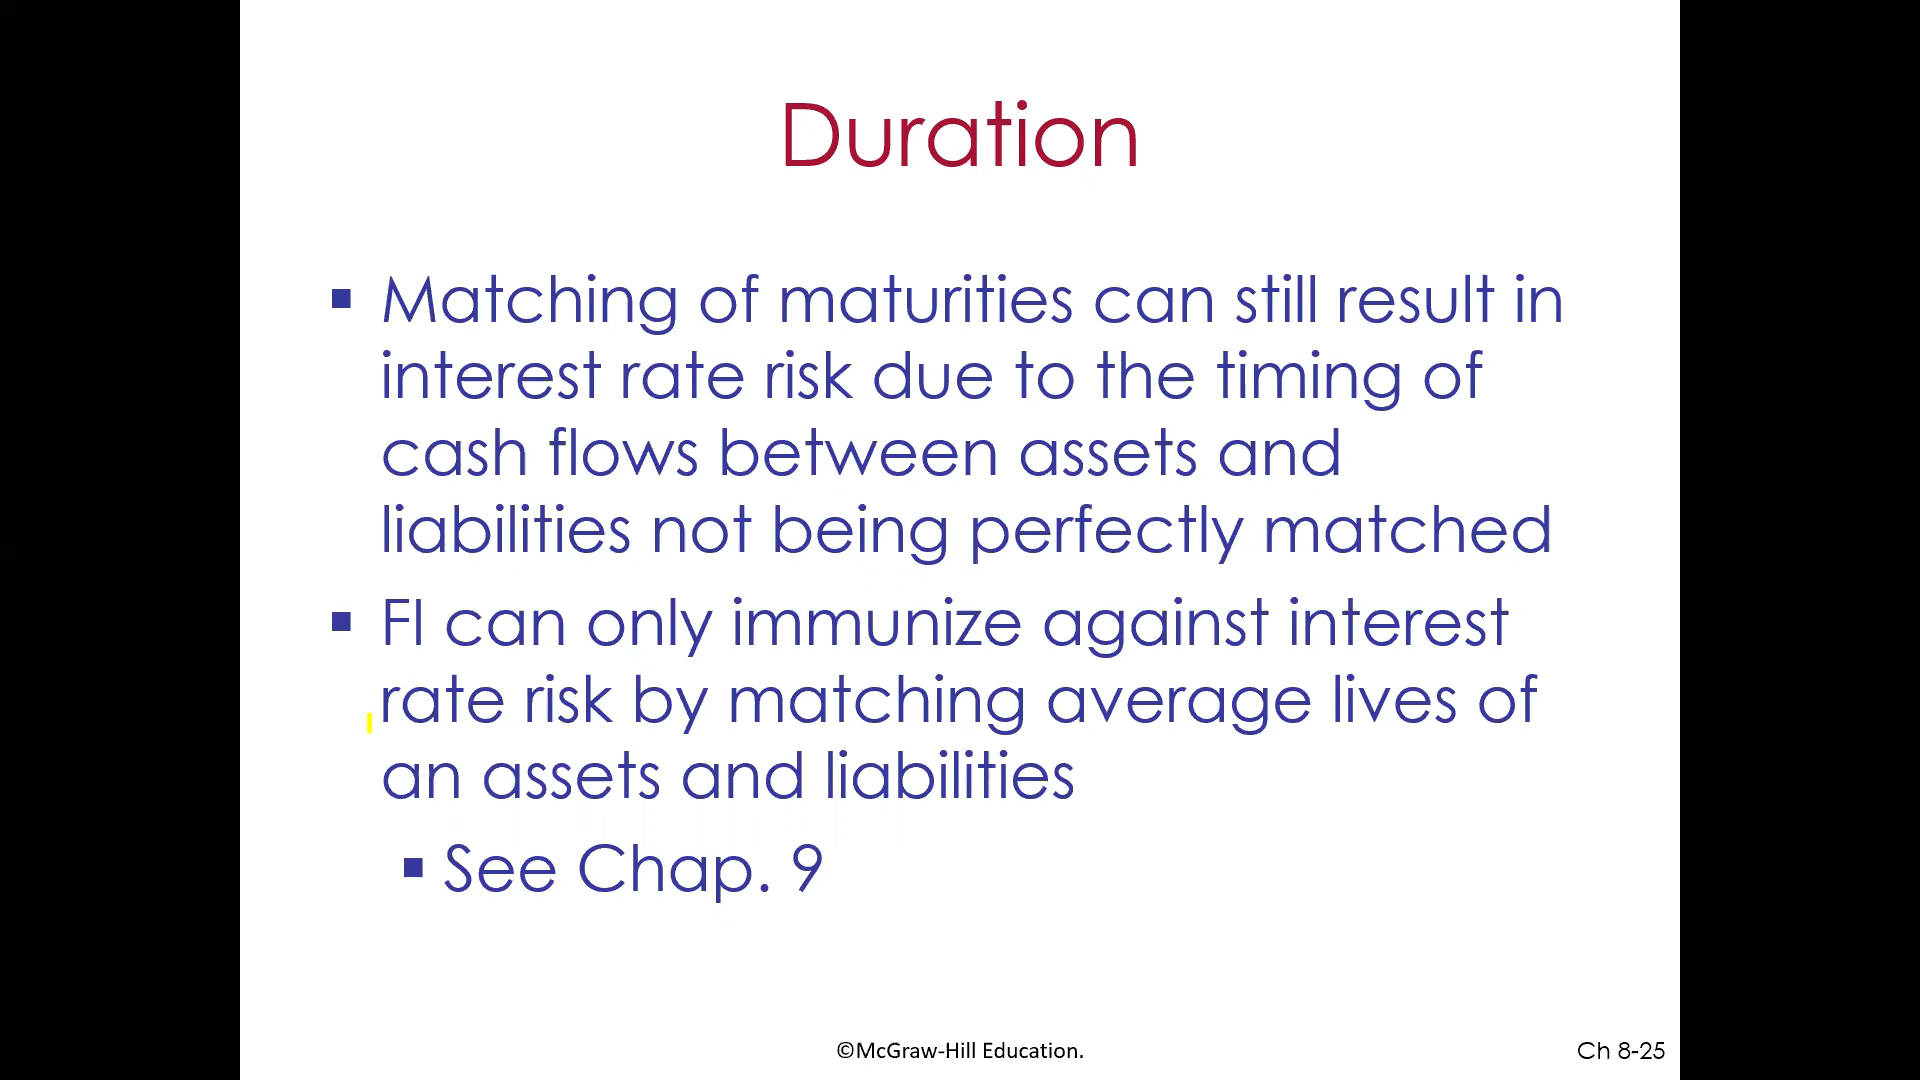 Duration
▪ Matching of maturities can still result in
interest rate risk due to the timing of
cash flows between assets and
liabilities not being perfectly matched
▪ FI can only immunize against interest
rate risk by matching average lives of
an assets and liabilities
▪ See Chap. 9
©McGraw-Hill Education.
Ch 8-25